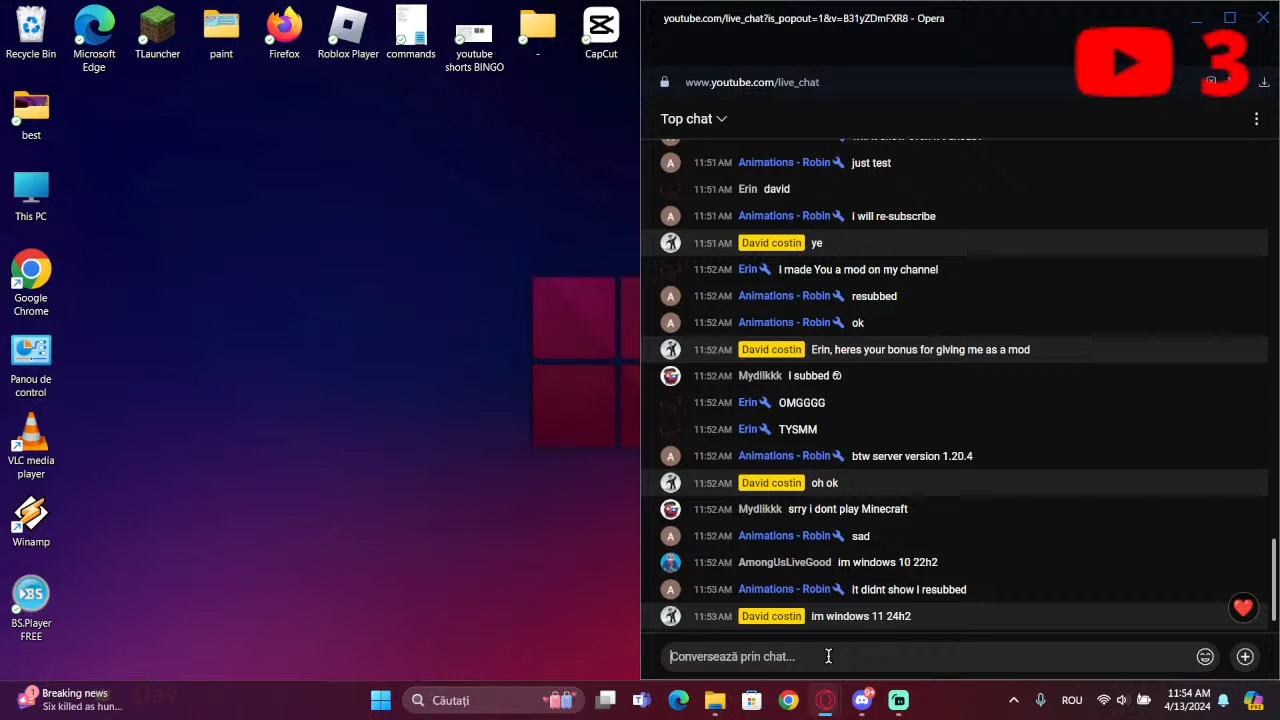 Recycle Bin
Microsoft Edge
TLauncher
paint
Firefox
Roblox Player
commands
youtube shorts BINGO
-
CapCut
best
This PC
Google Chrome
Panou de control
VLC media player
Winamp
BS.Player FREE
3
www.youtube.com/live_chat
Top chat
A 11:51 AM Animations - Robin just test
11:51 AM Erin david
A 11:51 AM Animations - Robin i will re-subscribe
11:51 AM David costin ye
11:52 AM Erin I made You a mod on my channel
A 11:52 AM Animations - Robin resubbed
A 11:52 AM Animations - Robin ok
11:52 AM David costin Erin, heres your bonus for giving me as a mod
11:52 AM Mydlikkk I subbed
11:52 AM Erin OMGGGG
11:52 AM Erin TYSMM
A 11:52 AM Animations - Robin btw server version 1.20.4
11:52 AM David costin oh ok
11:52 AM Mydlikkk srry i dont play Minecraft
A 11:52 AM Animations - Robin sad
11:52 AM AmongUsLiveGood im windows 10 22h2
A 11:53 AM Animations - Robin It didnt show I resubbed
11:53 AM David costin im windows 11 24h2
Conversează prin chat...
Breaking news
Six killed as hun...
Căutați
ROU
11:54 AM
4/13/2024